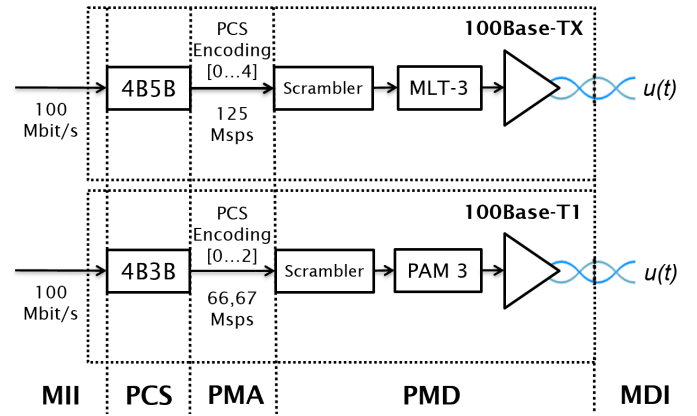 PCS
Encoding
[0...4]
100Base-TX
4B5B
Scrambler
MLT-3
u(t)
100
Mbit/s
125
Msps
PCS
Encoding
[0...2]
100Base-T1
4B3B
Scrambler
PAM 3
u(t)
100
Mbit/s
66,67
Msps
MII PCS PMA PMD MDI